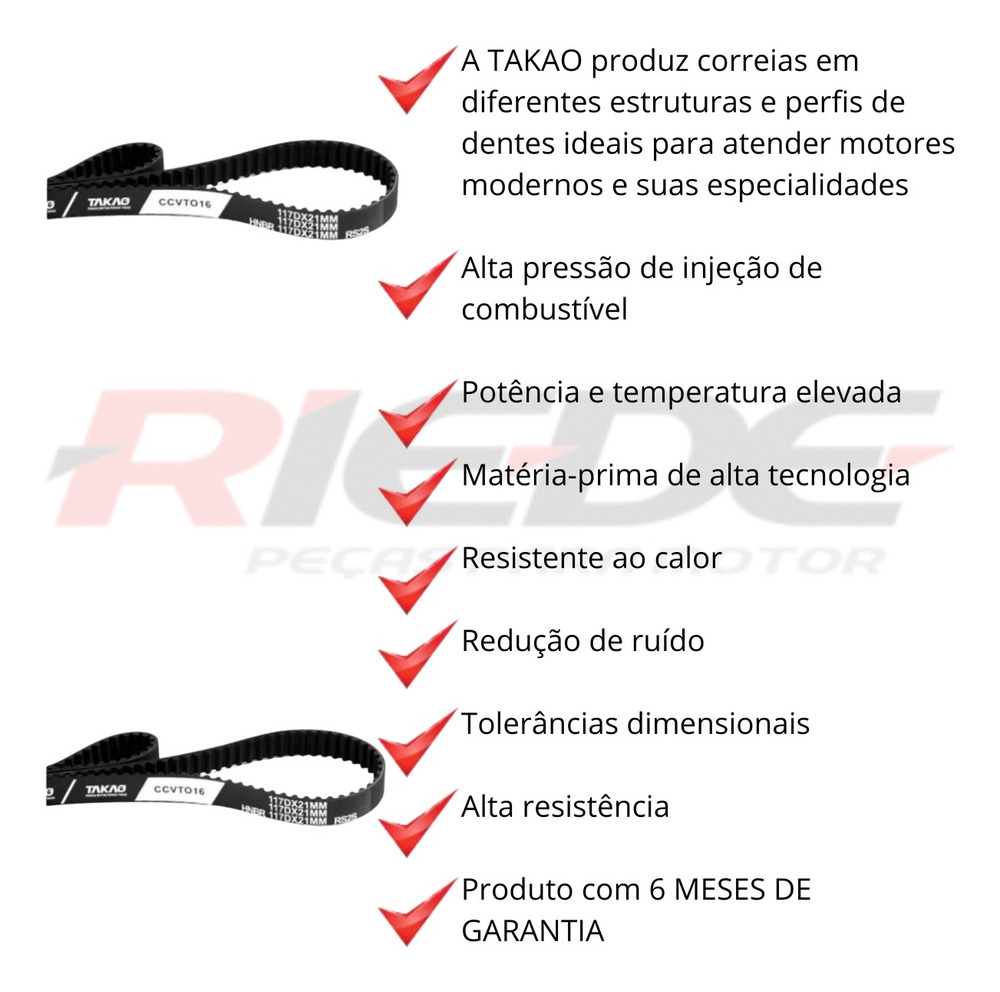 A TAKAO produz correias em
diferentes estruturas e perfis de
dentes ideais para atender motores
modernos e suas especialidades
TAKAO
CCVTO16
117DX21MM
HNBR 117DX21MM RS2S
117DX21MM
Alta pressão de injeção de
combustível
Potência e temperatura elevada
RIEDE
Matéria-prima de alta tecnologia
Resistente ao calor
MOTOR
Redução de ruído
Tolerâncias dimensionais
TAKAO
CCVTO16
117DX21MM
HNBR 117DX21MM RS2S
117DX21MM
Alta resistência
Produto com 6 MESES DE
GARANTIA